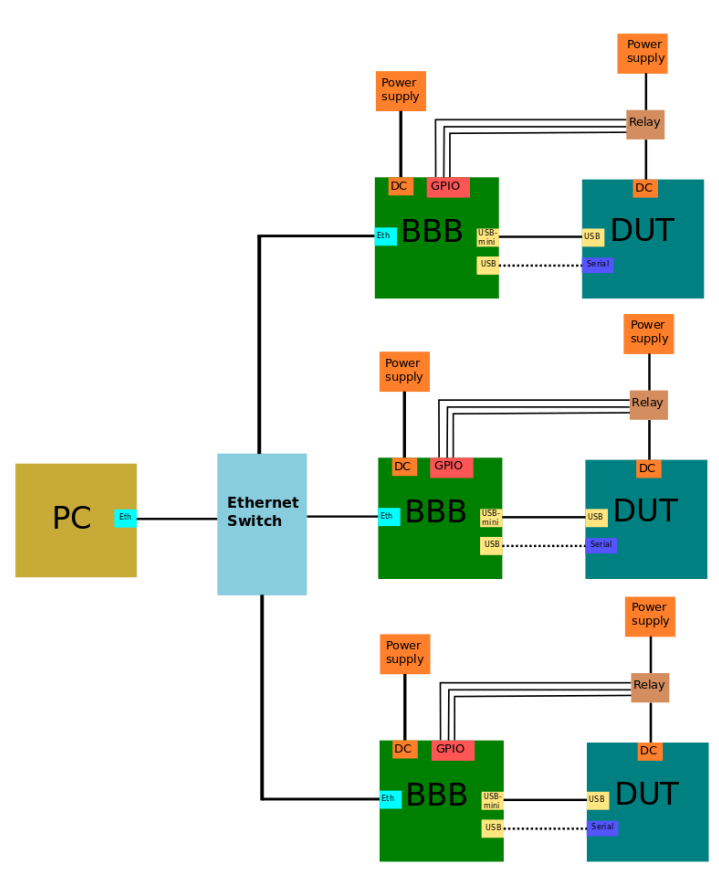 Power
supply
Power
supply
Relay
DC
GPIO
DC
BBB
DUT
Eth
USB-
mini
USB
USB
Serial
Power
supply
Power
supply
Relay
DC
GPIO
DC
PC
Eth
Ethernet
Switch
Eth
BBB
USB-
mini
USB
DUT
USB
Serial
Power
supply
Power
supply
Relay
DC
GPIO
DC
BBB
DUT
Eth
USB-
mini
USB
USB
Serial